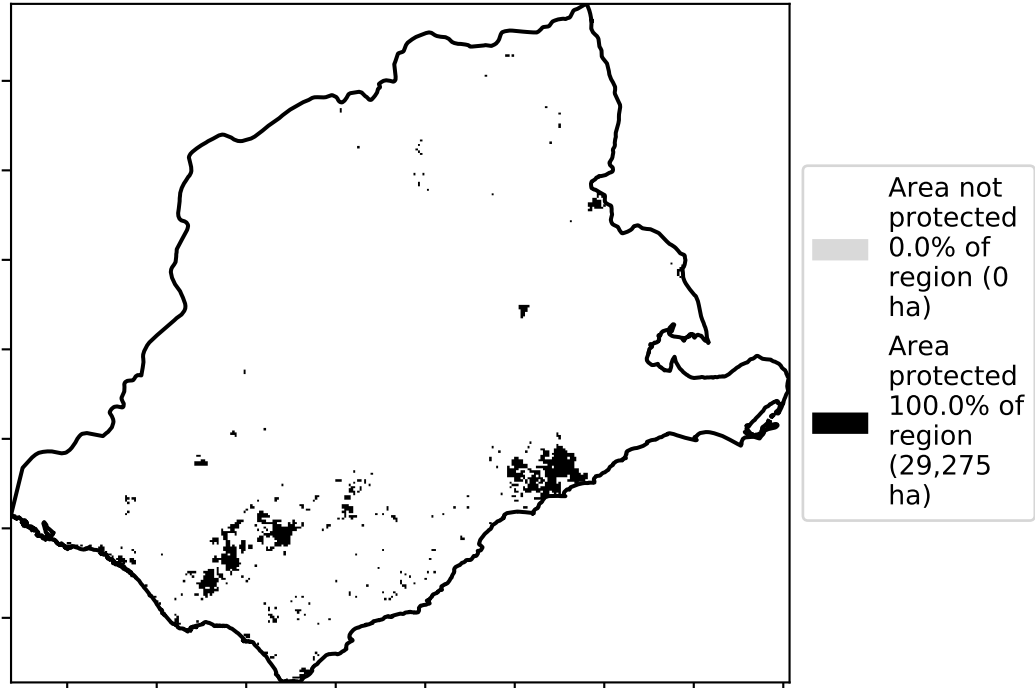 Area not
protected
0.0% of
region (0
ha)
Area
protected
100.0% of
region
(29,275
ha)